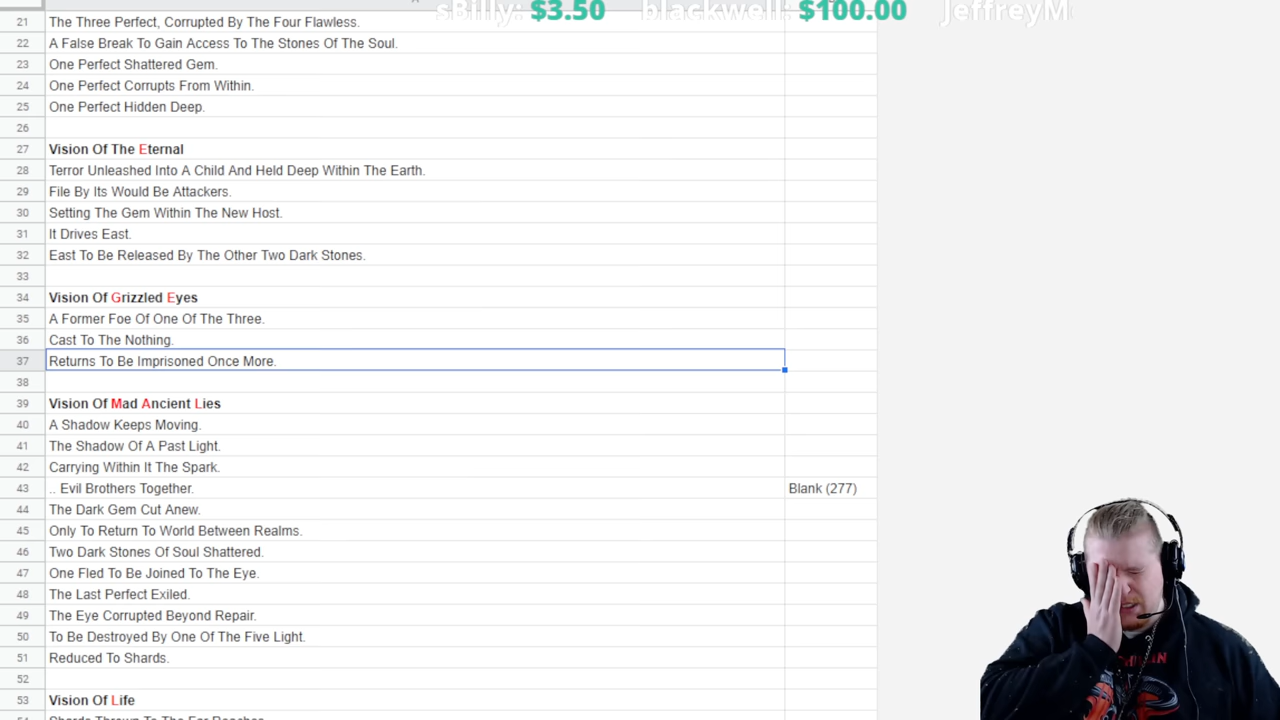 sBilly: $3.50 blackwell: $100.00 JeffreyM
21 The Three Perfect, Corrupted By The Four Flawless.
22 A False Break To Gain Access To The Stones Of The Soul.
23 One Perfect Shattered Gem.
24 One Perfect Corrupts From Within.
25 One Perfect Hidden Deep.
26
27 Vision Of The Eternal
28 Terror Unleashed Into A Child And Held Deep Within The Earth.
29 File By Its Would Be Attackers.
30 Setting The Gem Within The New Host.
31 It Drives East.
32 East To Be Released By The Other Two Dark Stones.
33
34 Vision Of Grizzled Eyes
35 A Former Foe Of One Of The Three.
36 Cast To The Nothing.
37 Returns To Be Imprisoned Once More.
38
39 Vision Of Mad Ancient Lies
40 A Shadow Keeps Moving.
41 The Shadow Of A Past Light.
42 Carrying Within It The Spark.
43 .. Evil Brothers Together. Blank (277)
44 The Dark Gem Cut Anew.
45 Only To Return To World Between Realms.
46 Two Dark Stones Of Soul Shattered.
47 One Fled To Be Joined To The Eye.
48 The Last Perfect Exiled.
49 The Eye Corrupted Beyond Repair.
50 To Be Destroyed By One Of The Five Light.
51 Reduced To Shards.
52
53 Vision Of Life